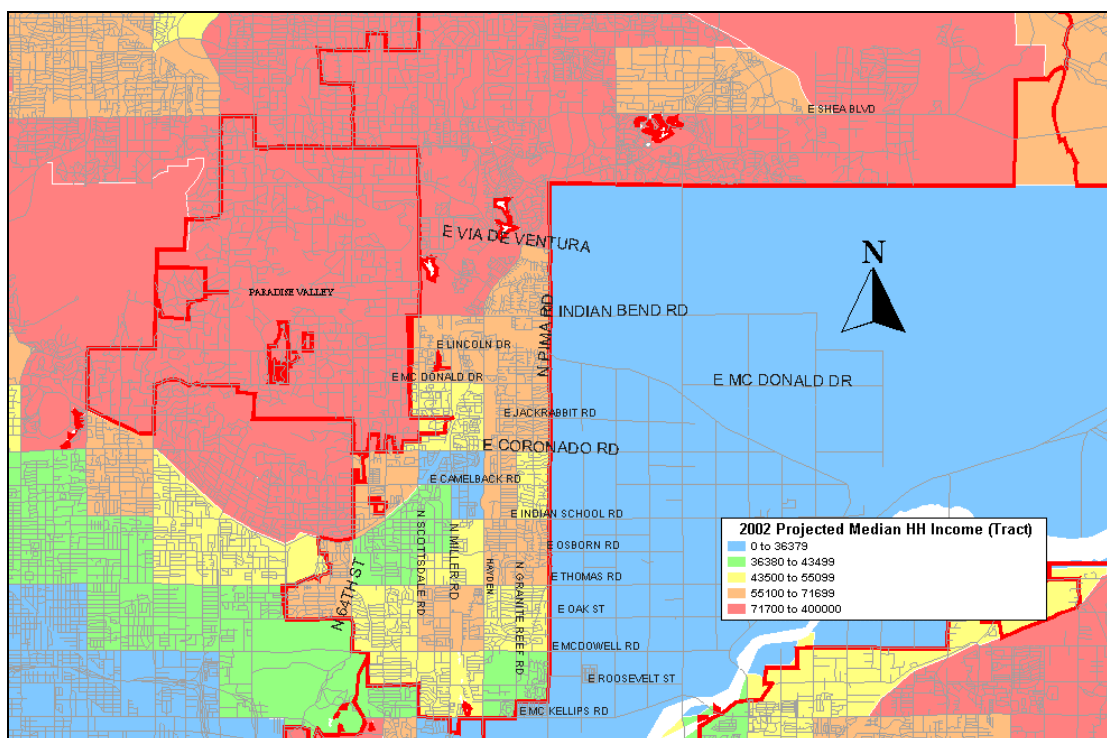 E SHEA BLVD
E VIA DE VENTURA
N
PARADISE VALLEY
N PIMA RD
E INDIAN BEND RD
E LINCOLN DR
E MC DONALD DR
E MC DONALD DR
E JACKRABBIT RD
E CORONADO RD
E CAMELBACK RD
E INDIAN SCHOOL RD
N SCOTTSDALE RD
N MILLER RD
HAYDEN
N GRANITE REEF RD
N 64TH ST
E OSBORN RD
E THOMAS RD
E OAK ST
E MCDOWELL RD
E ROOSEVELT ST
E MC KELLIPS RD
2002 Projected Median HH Income (Tract)
0 to 36379
36380 to 43499
43500 to 55099
55100 to 71699
71700 to 400000